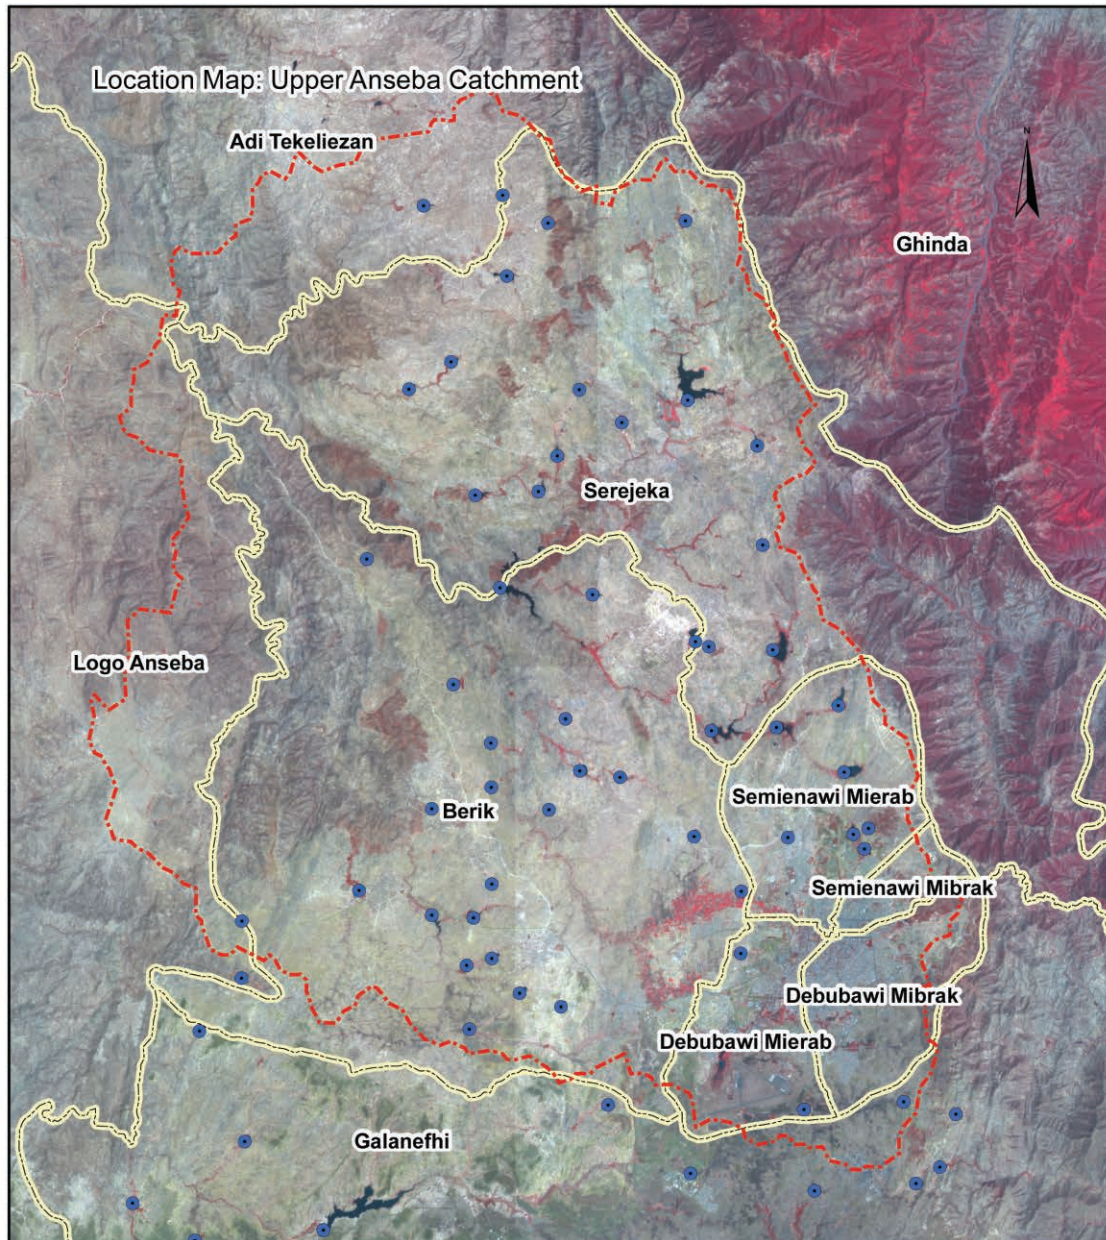 Location Map: Upper Anseba Catchment
Adi Tekeliezan
N
Ghinda
Serejeka
Logo Anseba
Semienawi Mierab
Berik
Semienawi Mibrak
Debubawi Mibrak
Debubawi Mierab
Galanefhi